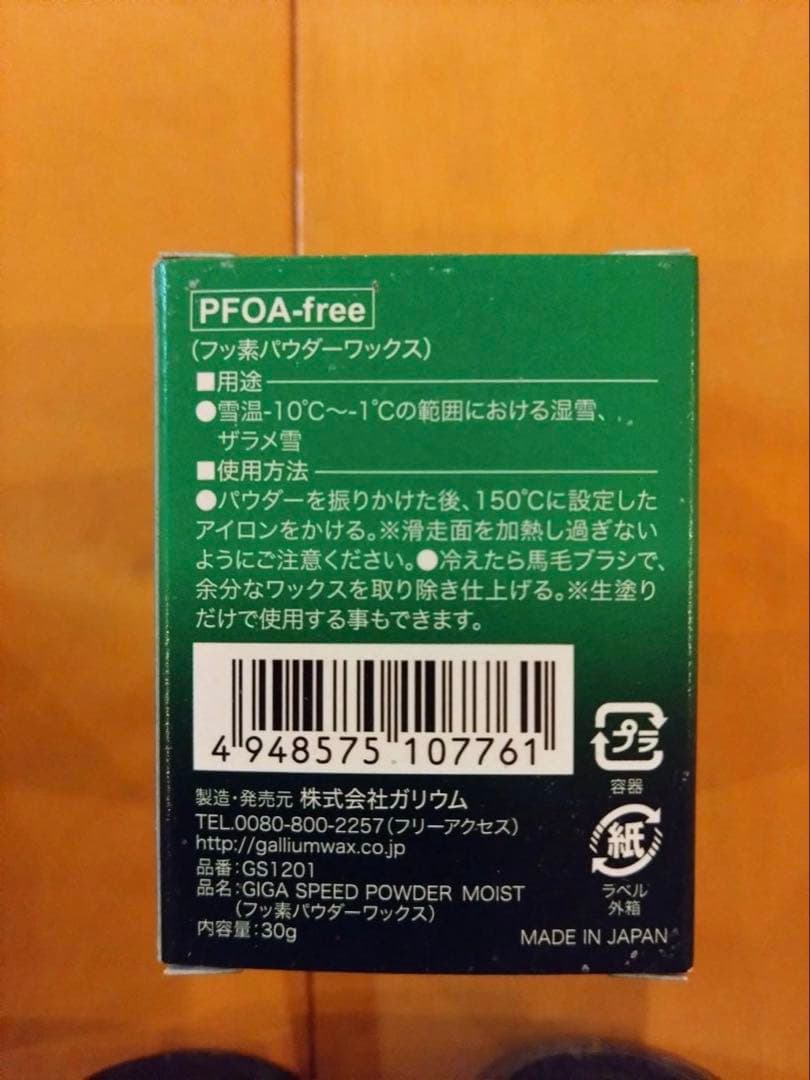 PFOA-free
(フッ素パウダーワックス)
■用途
●雪温-10℃〜-1℃の範囲における湿雪、
ザラメ雪
■使用方法
●パウダーを振りかけた後、150℃に設定した
アイロンをかける。※滑走面を加熱し過ぎない
ようにご注意ください。●冷えたら馬毛ブラシで、
余分なワックスを取り除き仕上げる。※生塗り
だけで使用する事もできます。
4 948575 107761
プラ
容器
紙
ラベル
外箱
製造・発売元 株式会社ガリウム
TEL.0080-800-2257(フリーアクセス)
http://galliumwax.co.jp
品番:GS1201
品名:GIGA SPEED POWDER MOIST
(フッ素パウダーワックス)
内容量:30g
MADE IN JAPAN